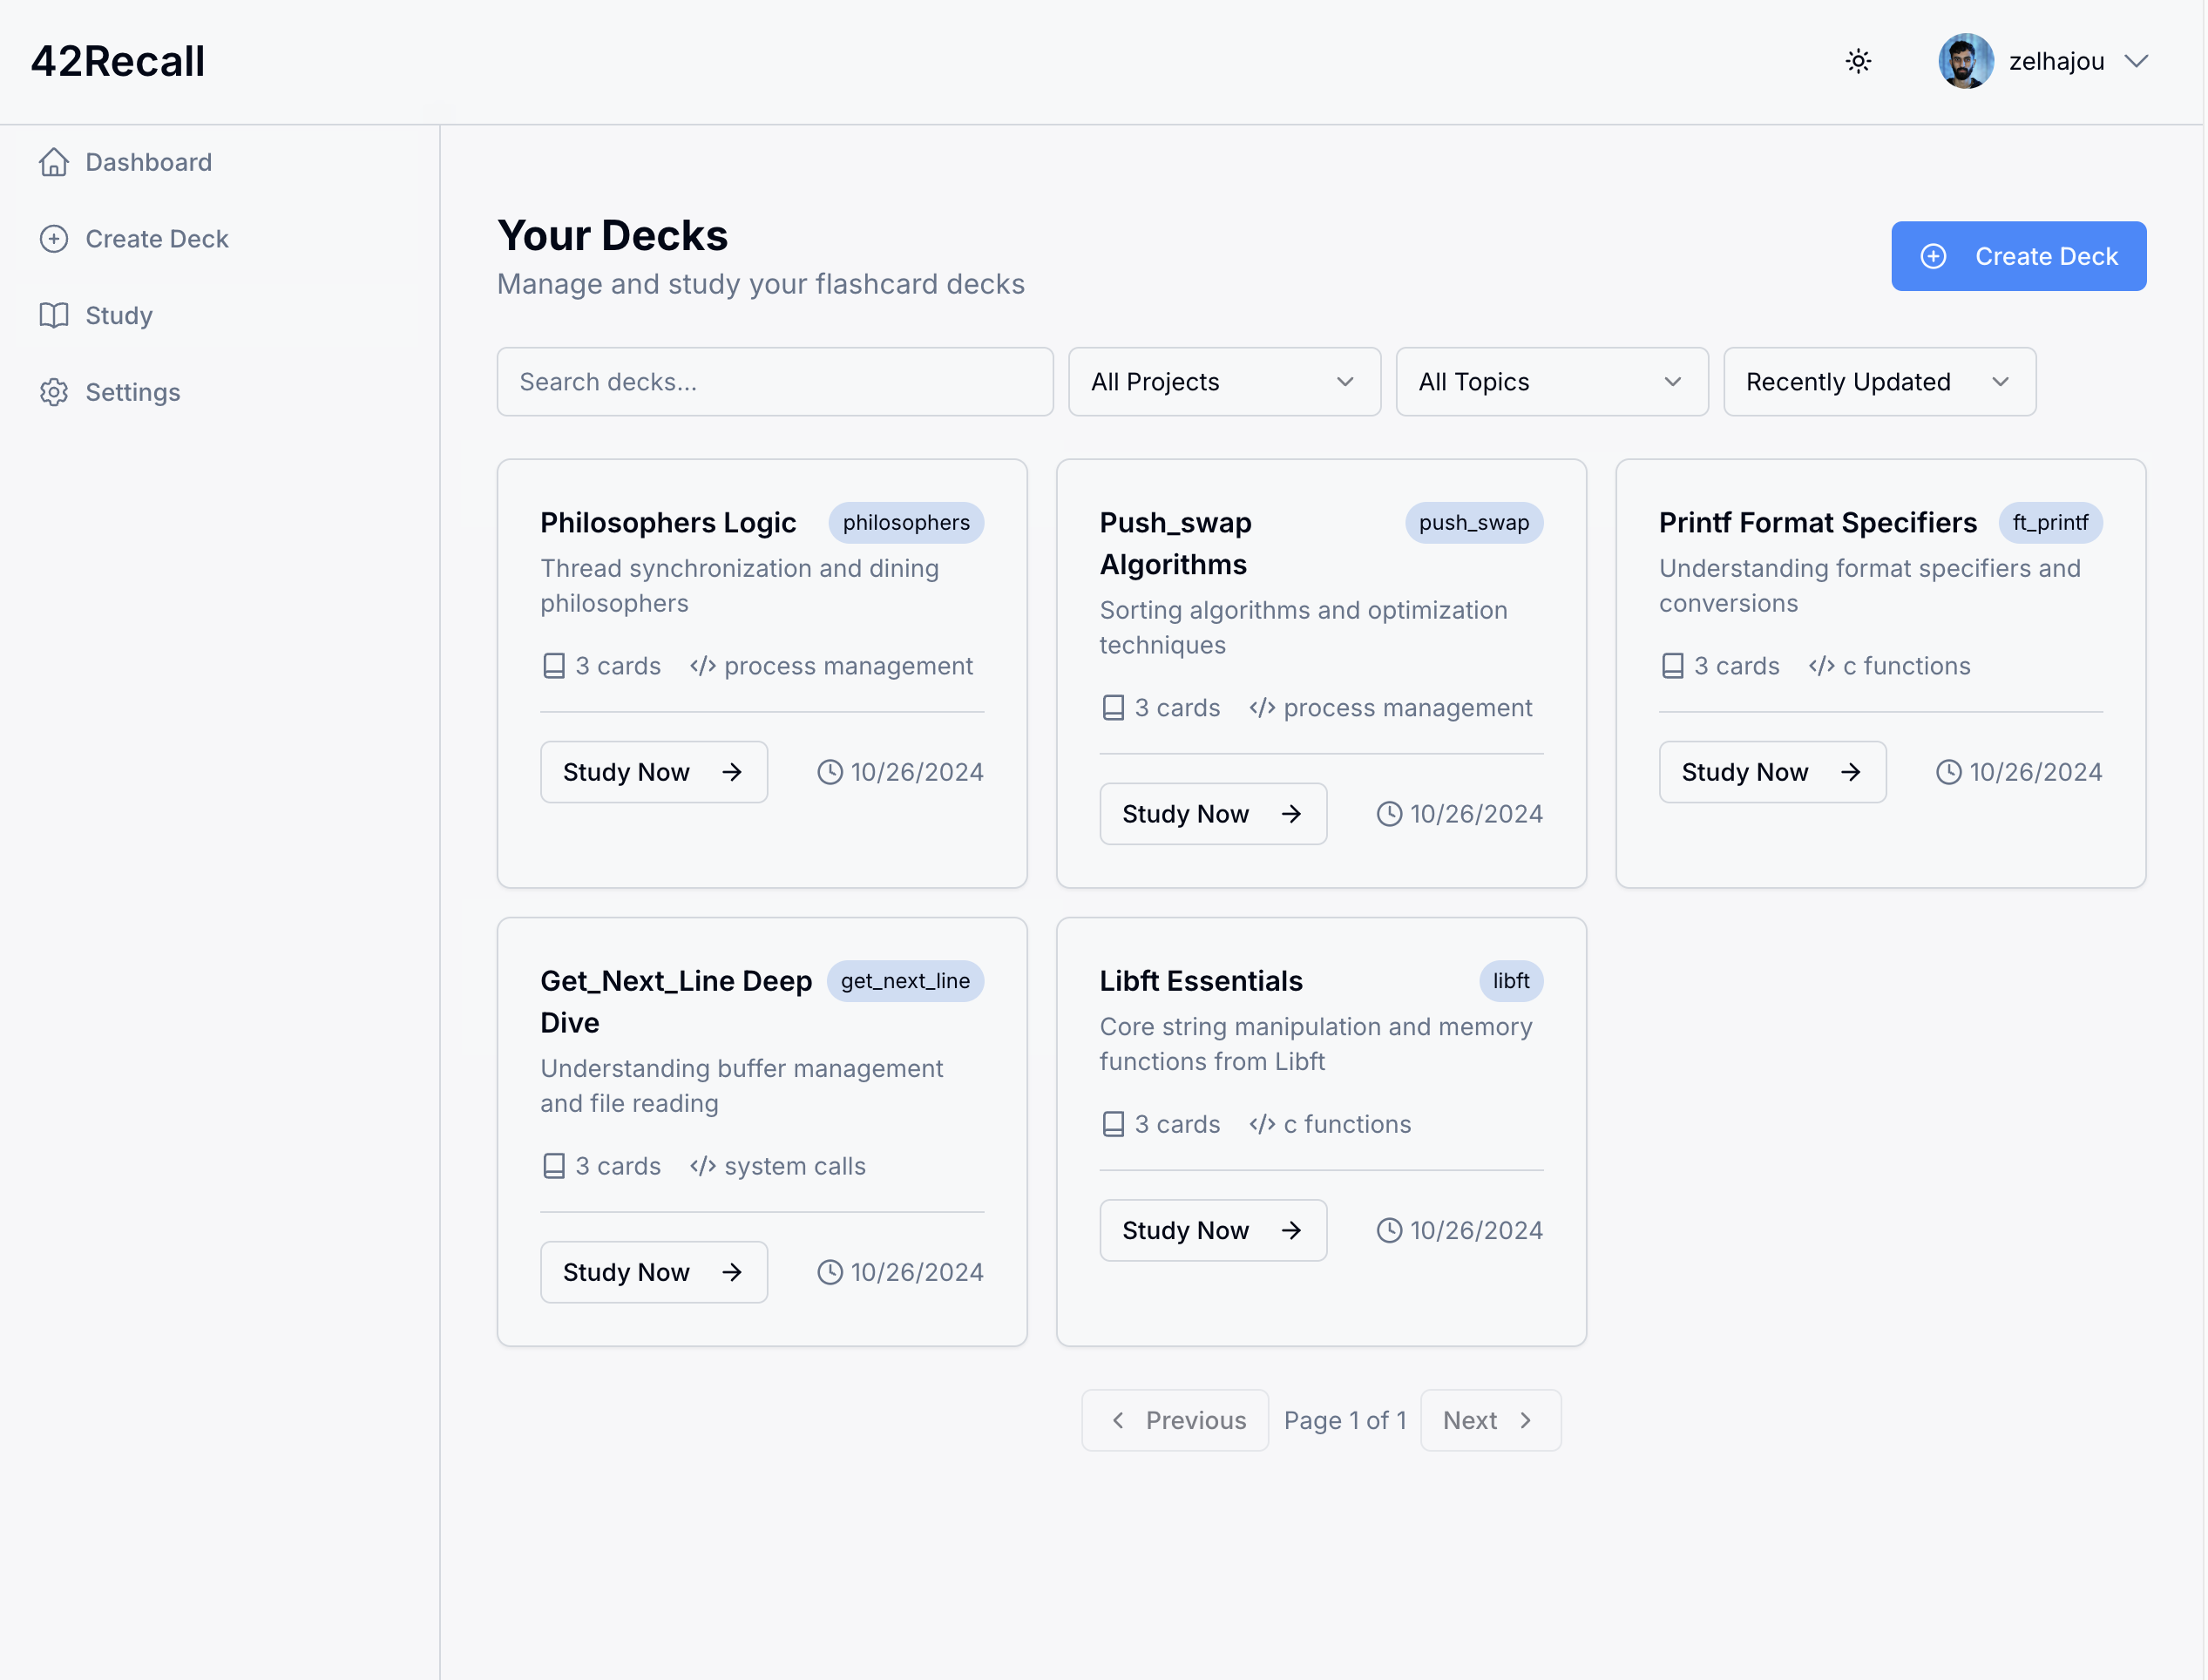 42Recall
zelhajou
Dashboard
Create Deck
Study
Settings
Your Decks
Manage and study your flashcard decks
Create Deck
Search decks...
All Projects
All Topics
Recently Updated
Philosophers Logic
philosophers
Thread synchronization and dining
philosophers
3 cards
</> process management
Study Now
10/26/2024
Push_swap
Algorithms
push_swap
Sorting algorithms and optimization
techniques
3 cards
</> process management
Study Now
10/26/2024
Printf Format Specifiers
ft_printf
Understanding format specifiers and
conversions
3 cards
</> c functions
Study Now
10/26/2024
Get_Next_Line Deep
Dive
get_next_line
Understanding buffer management
and file reading
3 cards
</> system calls
Study Now
10/26/2024
Libft Essentials
libft
Core string manipulation and memory
functions from Libft
3 cards
</> c functions
Study Now
10/26/2024
Previous
Page 1 of 1
Next